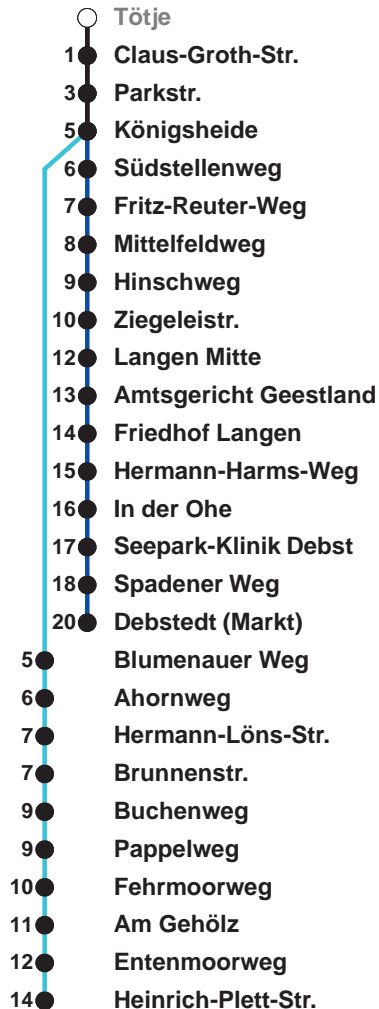 Tötje
1 Claus-Groth-Str.
3 Parkstr.
5 Königsheide
6 Südstellenweg
7 Fritz-Reuter-Weg
8 Mittelfeldweg
9 Hinschweg
10 Ziegeleistr.
12 Langen Mitte
13 Amtsgericht Geestland
14 Friedhof Langen
15 Hermann-Harms-Weg
16 In der Ohe
17 Seepark-Klinik Debst
18 Spadener Weg
20 Debstedt (Markt)
5 Blumenauer Weg
6 Ahornweg
7 Hermann-Löns-Str.
7 Brunnenstr.
9 Buchenweg
9 Pappelweg
10 Fehrmoorweg
11 Am Gehölz
12 Entenmoorweg
14 Heinrich-Plett-Str.